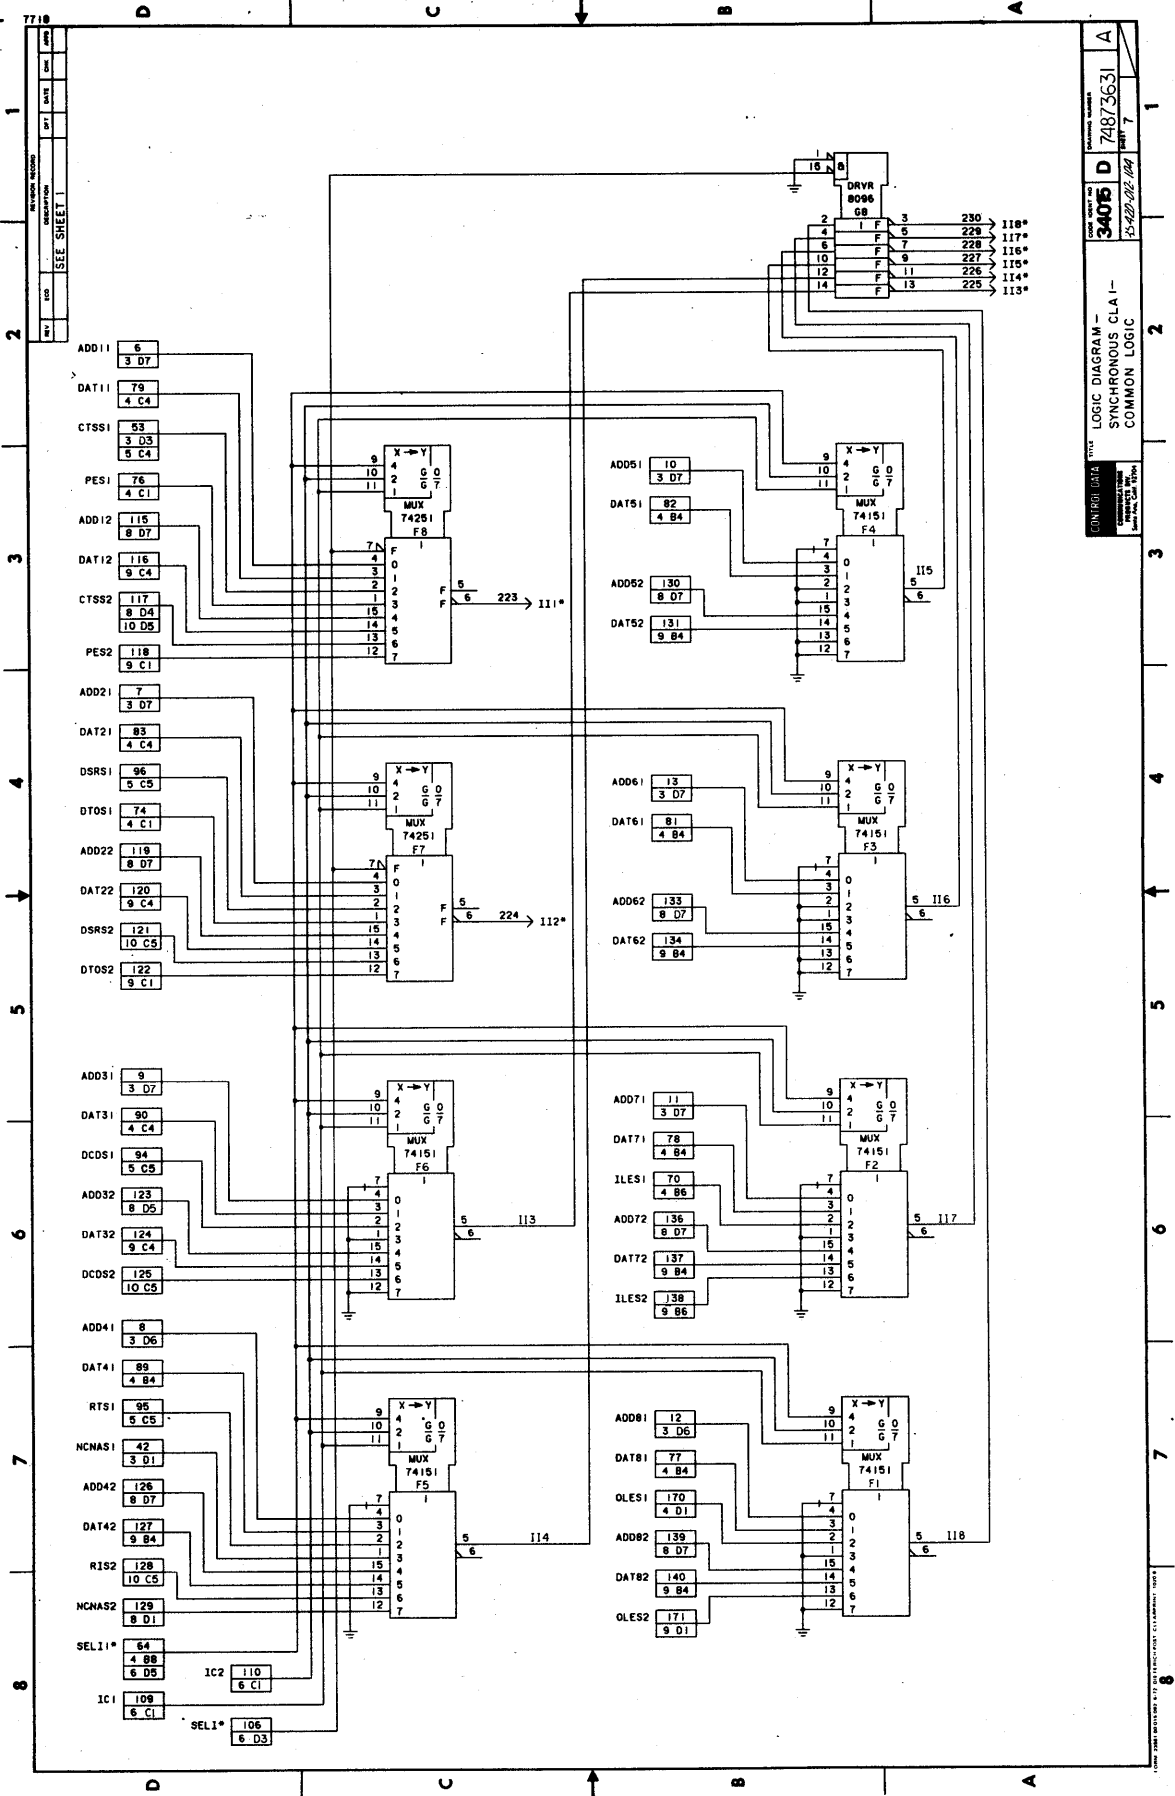 7710
D
C
B
A
1
2
3
4
5
6
7
8
REVISION RECORD
REV
ECO
DESCRIPTION
DFT
DATE
CHK
APPD
SEE SHEET 1
CONTROL DATA
TITLE
LOGIC DIAGRAM –
SYNCHRONOUS CLA I–
COMMON LOGIC
CODE IDENT NO
34015
D
DRAWING NUMBER
74873631
A
SHEET 7
ADD11
6
3 D7
DAT11
79
4 C4
CTSS1
53
3 D3
5 C4
PES1
76
4 C1
ADD12
115
8 D7
DAT12
116
9 C4
CTSS2
117
8 D4
10 D5
PES2
118
9 C1
ADD21
7
3 D7
DAT21
83
4 C4
DSRS1
96
5 C5
DTOS1
74
4 C1
ADD22
119
8 D7
DAT22
120
9 C4
DSRS2
121
10 C5
DTOS2
122
9 C1
ADD31
9
3 D7
DAT31
90
4 C4
DCDS1
94
5 C5
ADD32
123
8 D5
DAT32
124
9 C4
DCDS2
125
10 C5
ADD41
8
3 D6
DAT41
89
4 B4
RTS1
95
5 C5
NCNAS1
42
3 D1
ADD42
126
8 D7
DAT42
127
9 B4
RIS2
128
10 C5
NCNAS2
129
8 D1
SEL11*
64
4 B8
6 D5
IC2
110
6 C1
IC1
109
6 C1
SEL1*
106
6 D3
X → Y
MUX
74251
F8
223
II1*
X → Y
MUX
74251
F7
224
II2*
X → Y
MUX
74151
F6
II3
X → Y
MUX
74151
F5
II4
1
16
&
DRVR
8096
G8
2 1 F 3 230 II8*
4 F 5 229 II7*
6 F 7 228 II6*
10 F 9 227 II5*
12 F 11 226 II4*
14 F 13 225 II3*
ADD51
10
3 D7
DAT51
82
4 B4
ADD52
130
8 D7
DAT52
131
9 B4
X → Y
MUX
74151
F4
II5
ADD61
13
3 D7
DAT61
81
4 B4
ADD62
133
8 D7
DAT62
134
9 B4
X → Y
MUX
74151
F3
II6
ADD71
11
3 D7
DAT71
78
4 B4
ILES1
70
4 B6
ADD72
136
8 D7
DAT72
137
9 B4
ILES2
138
9 B6
X → Y
MUX
74151
F2
II7
ADD81
12
3 D6
DAT81
77
4 B4
OLES1
170
4 D1
ADD82
139
8 D7
DAT82
140
9 B4
OLES2
171
9 D1
X → Y
MUX
74151
F1
II8